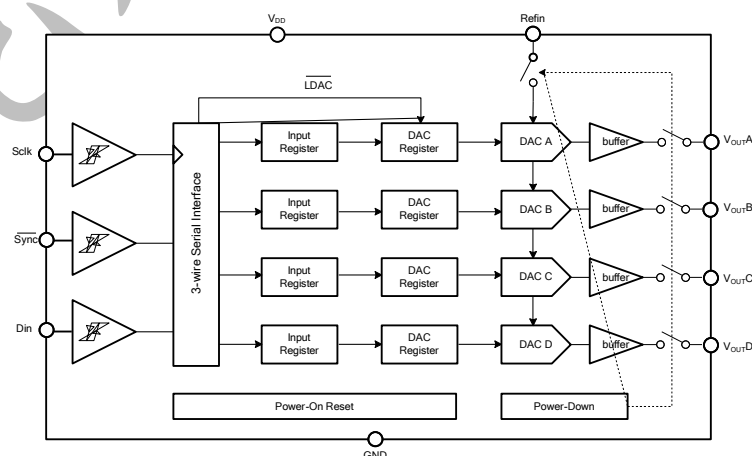 VDD
Refin
LDAC
Sclk
Sync
Din
3-wire Serial Interface
Input
Register
DAC
Register
DAC A
buffer
VOUTA
Input
Register
DAC
Register
DAC B
buffer
VOUTB
Input
Register
DAC
Register
DAC C
buffer
VOUTC
Input
Register
DAC
Register
DAC D
buffer
VOUTD
Power-On Reset
Power-Down
GND